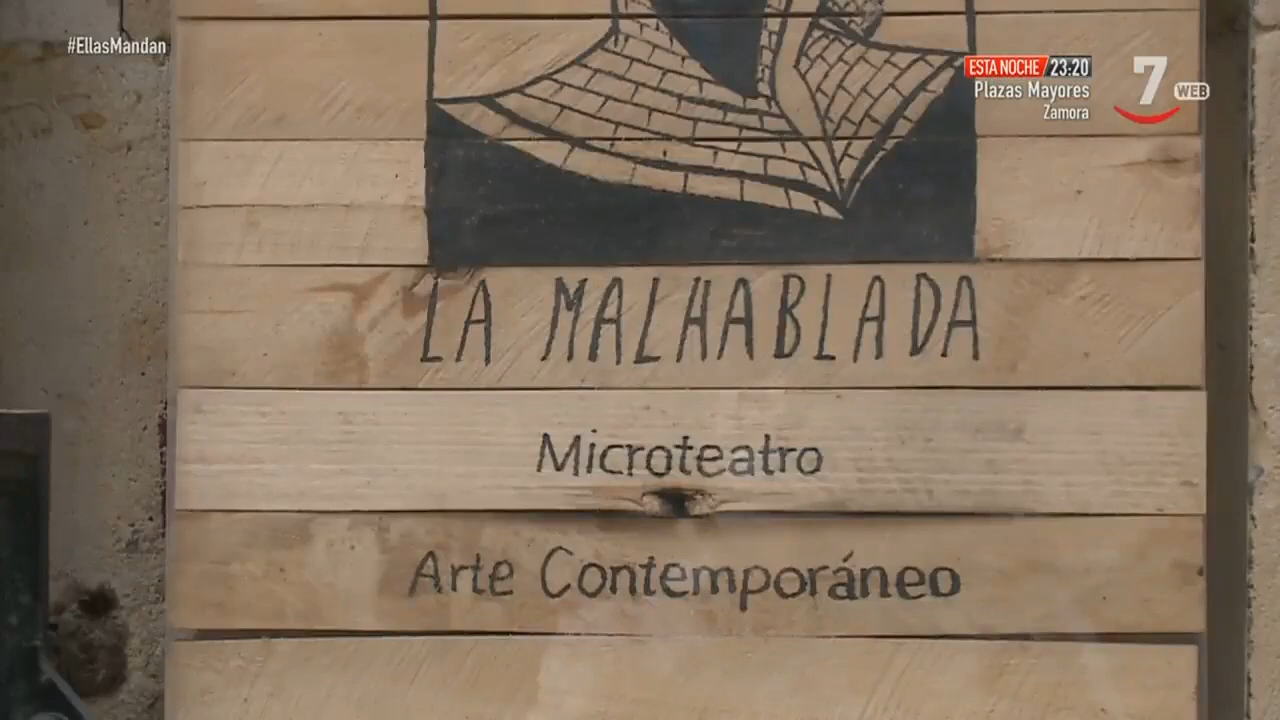 #EllasMandan
ESTA NOCHE 23:20
Plazas Mayores
Zamora
7 WEB
LA MALHABLADA
Microteatro
Arte Contemporáneo